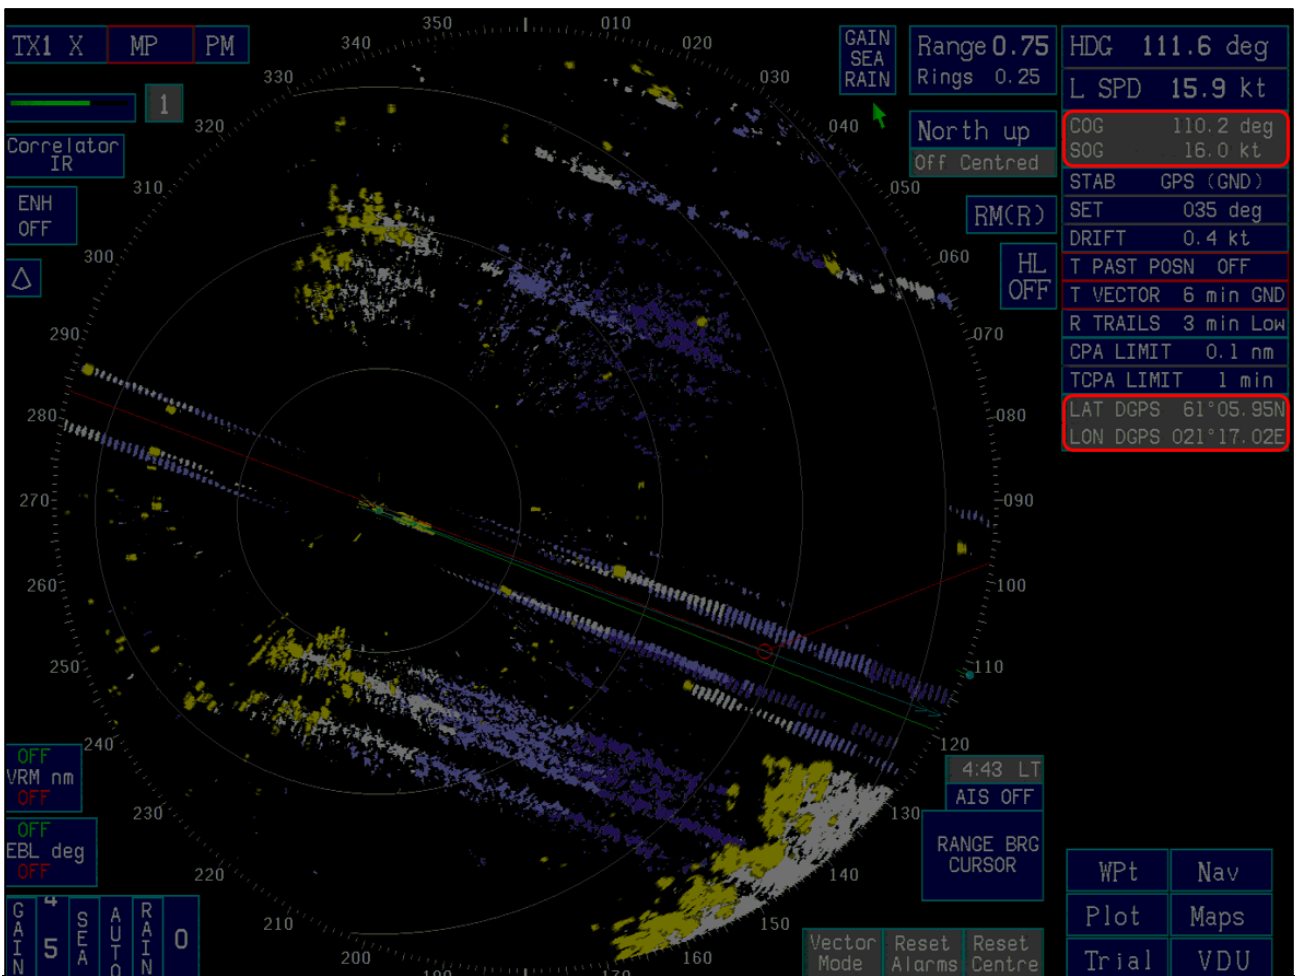 TX1 X MP PM
1
Correlator
IR
ENH
OFF
350
010
340
020
330
030
320
040
310
050
300
060
290
070
280
080
270
090
260
100
250
110
240
120
230
130
220
140
210
150
200
160
GAIN
SEA
RAIN
Range 0.75
Rings 0.25
North up
Off Centred
RM(R)
HL
OFF
HDG 111.6 deg
L SPD 15.9 kt
COG 110.2 deg
SOG 16.0 kt
STAB GPS (GND)
SET 035 deg
DRIFT 0.4 kt
T PAST POSN OFF
T VECTOR 6 min GND
R TRAILS 3 min Low
CPA LIMIT 0.1 nm
TCPA LIMIT 1 min
LAT DGPS 61°05.95N
LON DGPS 021°17.02E
OFF
VRM nm
OFF
OFF
EBL deg
OFF
GAIN
5
SEA
AUTO
RAIN
0
4:43 LT
AIS OFF
RANGE BRG
CURSOR
Vector
Mode
Reset
Alarms
Reset
Centre
WPt Nav
Plot Maps
Trial VDU